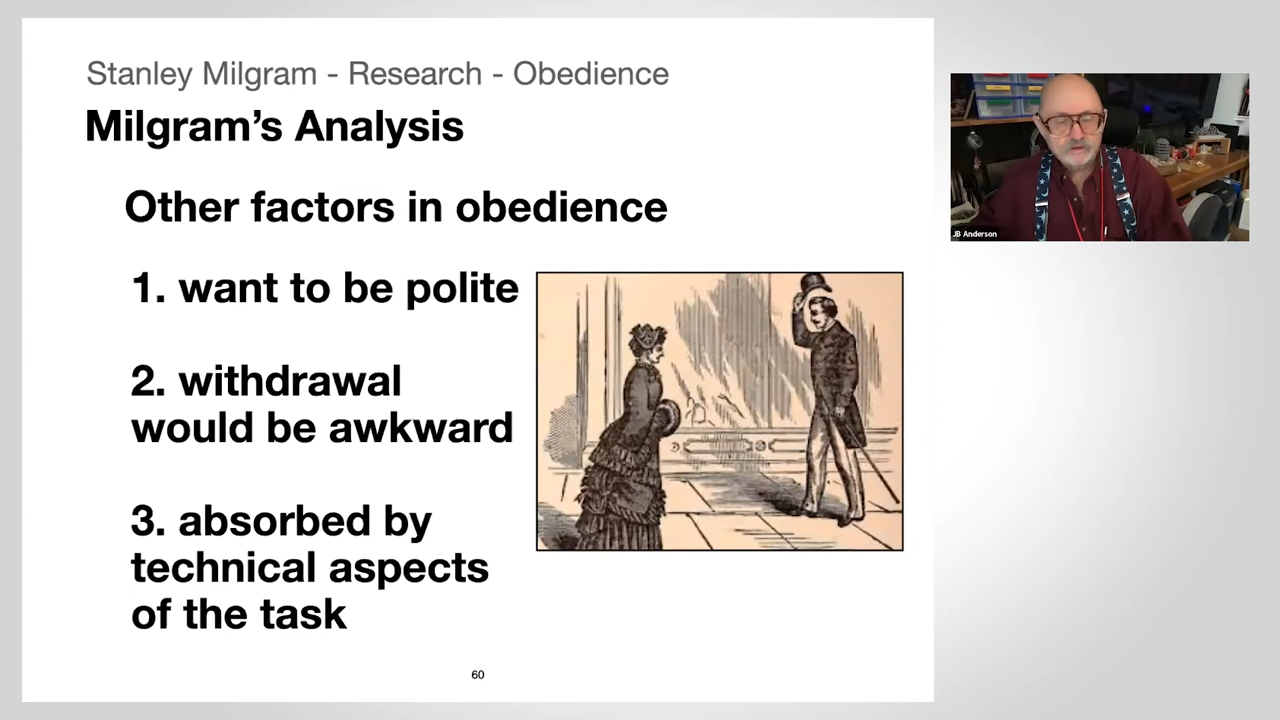 Stanley Milgram - Research - Obedience
Milgram's Analysis
Other factors in obedience
1. want to be polite
2. withdrawal
would be awkward
3. absorbed by
technical aspects
of the task
60
JB Anderson